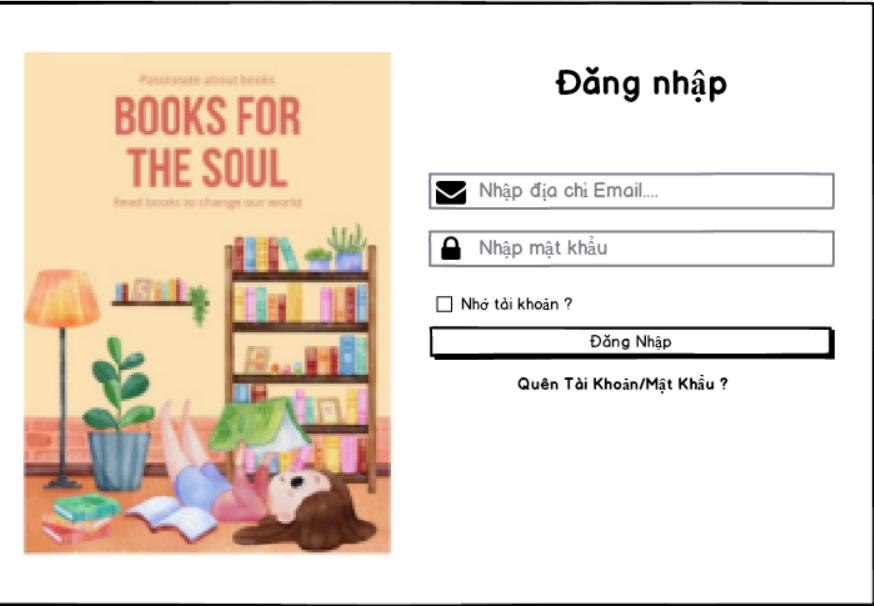 Passionate about books
BOOKS FOR
THE SOUL
Read books to change our world
Đăng nhập
Nhập địa chỉ Email....
Nhập mật khẩu
Nhớ tài khoản ?
Đăng Nhập
Quên Tài Khoản/Mật Khẩu ?